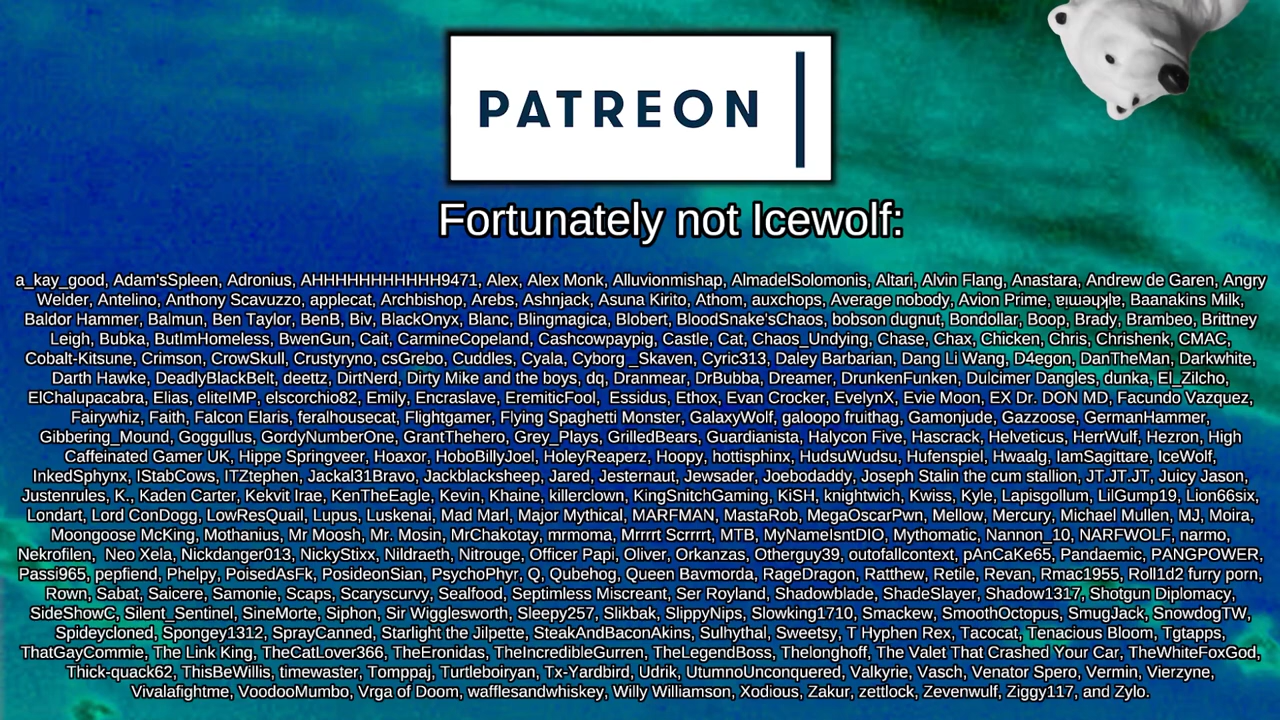 PATREON
Fortunately not Icewolf:
a_kay_good, Adam'sSpleen, Adronius, AHHHHHHHHHHH9471, Alex, Alex Monk, Alluvionmishap, AlmadelSolomonis, Altari, Alvin Flang, Anastara, Andrew de Garen, Angry
Welder, Antelino, Anthony Scavuzzo, applecat, Archbishop, Arebs, Ashnjack, Asuna Kirito, Athom, auxchops, Average nobody, Avion Prime, Baanakins Milk,
Baldor Hammer, Balmun, Ben Taylor, BenB, Biv, BlackOnyx, Blanc, Blingmagica, Blobert, BloodSnake'sChaos, bobson dugnut, Bondollar, Boop, Brady, Brambeo, Brittney
Leigh, Bubka, ButImHomeless, BwenGun, Cait, CarmineCopeland, Cashcowpaypig, Castle, Cat, Chaos_Undying, Chase, Chax, Chicken, Chris, Chrishenk, CMAC,
Cobalt-Kitsune, Crimson, CrowSkull, Crustyryno, csGrebo, Cuddles, Cyala, Cyborg _Skaven, Cyric313, Daley Barbarian, Dang Li Wang, D4egon, DanTheMan, Darkwhite,
Darth Hawke, DeadlyBlackBelt, deettz, DirtNerd, Dirty Mike and the boys, dq, Dranmear, DrBubba, Dreamer, DrunkenFunken, Dulcimer Dangles, dunka, El_Zilcho,
ElChalupacabra, Elias, eliteIMP, elscorchio82, Emily, Encraslave, EremiticFool, Essidus, Ethox, Evan Crocker, EvelynX, Evie Moon, EX Dr. DON MD, Facundo Vazquez,
Fairywhiz, Faith, Falcon Elaris, feralhousecat, Flightgamer, Flying Spaghetti Monster, GalaxyWolf, galoopo fruithag, Gamonjude, Gazzoose, GermanHammer,
Gibbering_Mound, Goggullus, GordyNumberOne, GrantThehero, Grey_Plays, GrilledBears, Guardianista, Halycon Five, Hascrack, Helveticus, HerrWulf, Hezron, High
Caffeinated Gamer UK, Hippe Springveer, Hoaxor, HoboBillyJoel, HoleyReaperz, Hoopy, hottisphinx, HudsuWudsu, Hufenspiel, Hwaalg, IamSagittare, IceWolf,
InkedSphynx, IStabCows, ITZtephen, Jackal31Bravo, Jackblacksheep, Jared, Jesternaut, Jewsader, Joebodaddy, Joseph Stalin the cum stallion, JT.JT.JT, Juicy Jason,
Justenrules, K., Kaden Carter, Kekvit Irae, KenTheEagle, Kevin, Khaine, killerclown, KingSnitchGaming, KiSH, knightwich, Kwiss, Kyle, Lapisgollum, LilGump19, Lion66six,
Londart, Lord ConDogg, LowResQuail, Lupus, Luskenai, Mad Marl, Major Mythical, MARFMAN, MastaRob, MegaOscarPwn, Mellow, Mercury, Michael Mullen, MJ, Moira,
Moongoose McKing, Mothanius, Mr Moosh, Mr. Mosin, MrChakotay, mrmoma, Mrrrrt Scrrrrt, MTB, MyNameIsntDIO, Mythomatic, Nannon_10, NARFWOLF, narmo,
Nekrofilen, Neo Xela, Nickdanger013, NickyStixx, Nildraeth, Nitrouge, Officer Papi, Oliver, Orkanzas, Otherguy39, outofallcontext, pAnCaKe65, Pandaemic, PANGPOWER,
Passi965, pepfiend, Phelpy, PoisedAsFk, PosideonSian, PsychoPhyr, Q, Qubehog, Queen Bavmorda, RageDragon, Ratthew, Retile, Revan, Rmac1955, Roll1d2 furry porn,
Rown, Sabat, Saicere, Samonie, Scaps, Scaryscurvy, Sealfood, Septimless Miscreant, Ser Royland, Shadowblade, ShadeSlayer, Shadow1317, Shotgun Diplomacy,
SideShowC, Silent_Sentinel, SineMorte, Siphon, Sir Wigglesworth, Sleepy257, Slikbak, SlippyNips, Slowking1710, Smackew, SmoothOctopus, SmugJack, SnowdogTW,
Spideycloned, Spongey1312, SprayCanned, Starlight the Jilpette, SteakAndBaconAkins, Sulhythal, Sweetsy, T Hyphen Rex, Tacocat, Tenacious Bloom, Tgtapps,
ThatGayCommie, The Link King, TheCatLover366, TheEronidas, TheIncredibleGurren, TheLegendBoss, Thelonghoff, The Valet That Crashed Your Car, TheWhiteFoxGod,
Thick-quack62, ThisBeWillis, timewaster, Tomppaj, Turtleboiryan, Tx-Yardbird, Udrik, UtumnoUnconquered, Valkyrie, Vasch, Venator Spero, Vermin, Vierzyne,
Vivalafightme, VoodooMumbo, Vrga of Doom, wafflesandwhiskey, Willy Williamson, Xodious, Zakur, zettlock, Zevenwulf, Ziggy117, and Zylo.